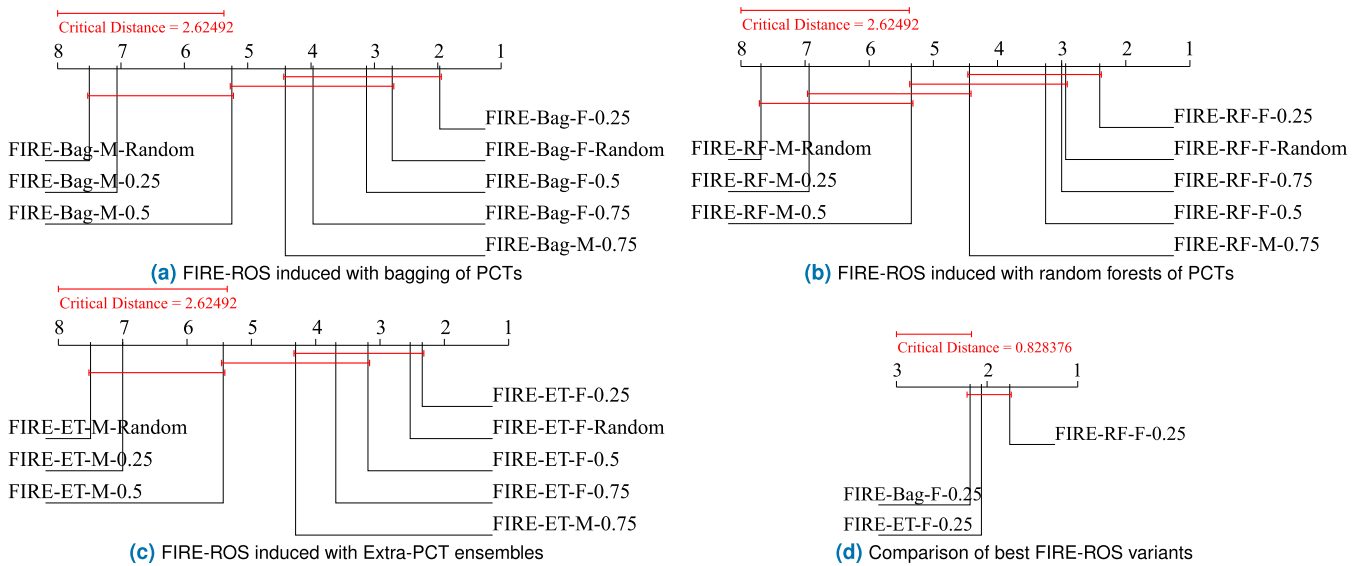 Critical Distance = 2.62492
8 7 6 5 4 3 2 1
FIRE-Bag-F-0.25
FIRE-Bag-M-Random
FIRE-Bag-F-Random
FIRE-Bag-M-0.25
FIRE-Bag-F-0.5
FIRE-Bag-M-0.5
FIRE-Bag-F-0.75
FIRE-Bag-M-0.75
(a) FIRE-ROS induced with bagging of PCTs
Critical Distance = 2.62492
8 7 6 5 4 3 2 1
FIRE-RF-F-0.25
FIRE-RF-M-Random
FIRE-RF-F-Random
FIRE-RF-M-0.25
FIRE-RF-F-0.75
FIRE-RF-M-0.5
FIRE-RF-F-0.5
FIRE-RF-M-0.75
(b) FIRE-ROS induced with random forests of PCTs
Critical Distance = 2.62492
8 7 6 5 4 3 2 1
FIRE-ET-F-0.25
FIRE-ET-M-Random
FIRE-ET-F-Random
FIRE-ET-M-0.25
FIRE-ET-F-0.5
FIRE-ET-M-0.5
FIRE-ET-F-0.75
FIRE-ET-M-0.75
(c) FIRE-ROS induced with Extra-PCT ensembles
Critical Distance = 0.828376
3 2 1
FIRE-RF-F-0.25
FIRE-Bag-F-0.25
FIRE-ET-F-0.25
(d) Comparison of best FIRE-ROS variants